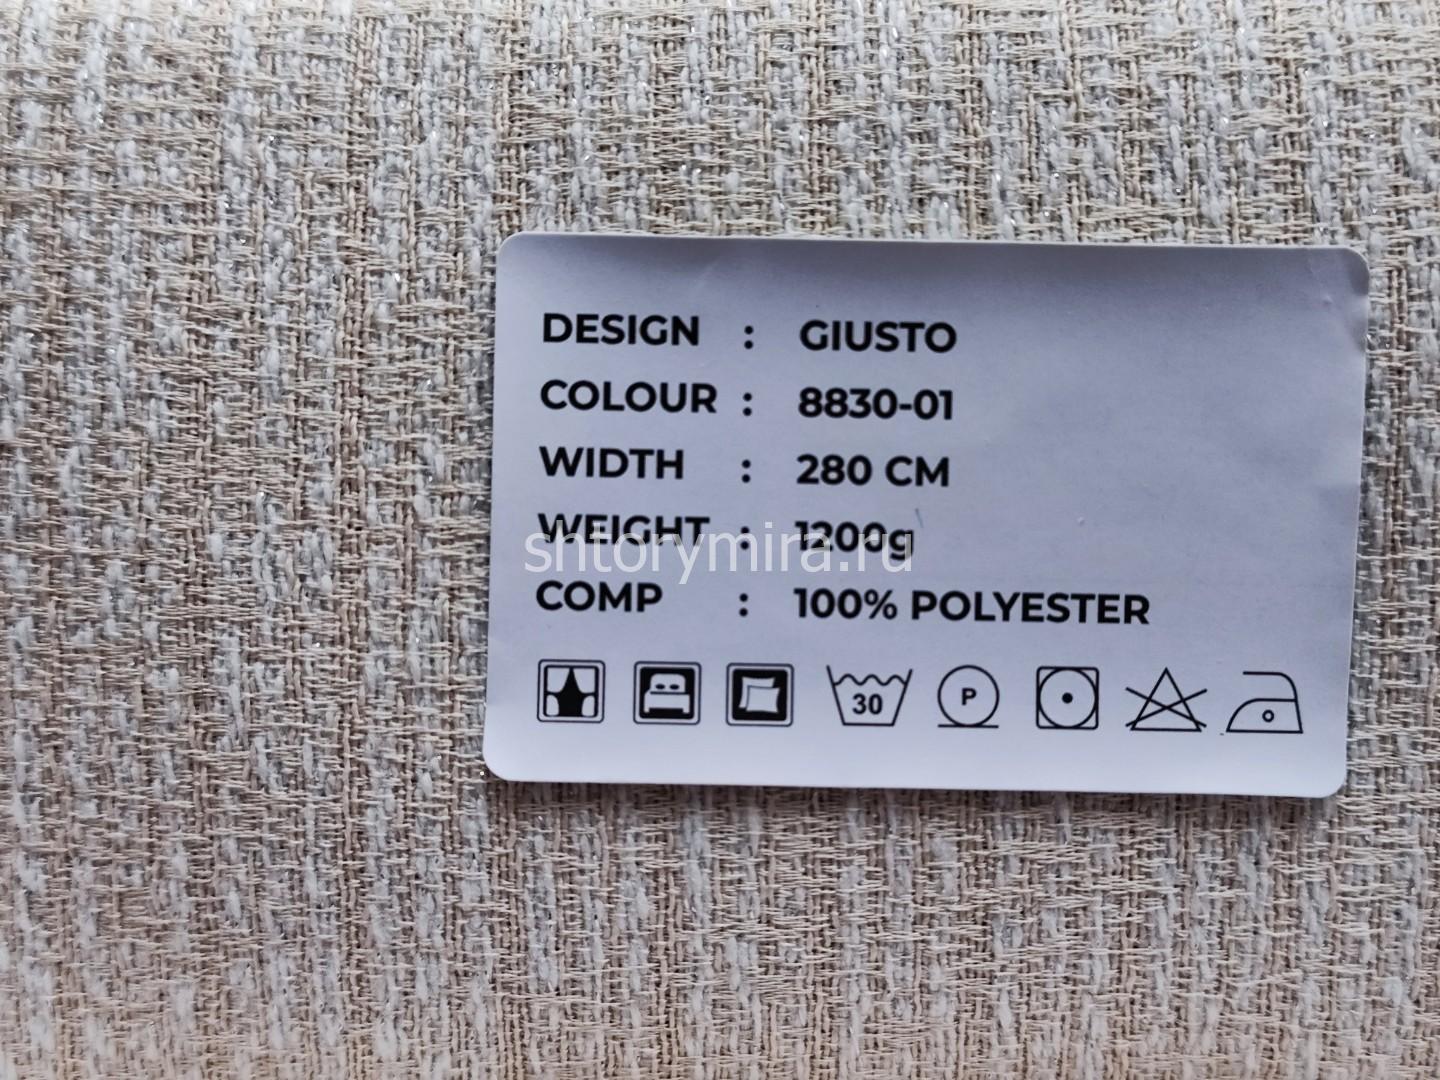 DESIGN : GIUSTO
COLOUR : 8830-01
WIDTH : 280 CM
WEIGHT : 1200g
shtorymira.ru
COMP : 100% POLYESTER
30 P